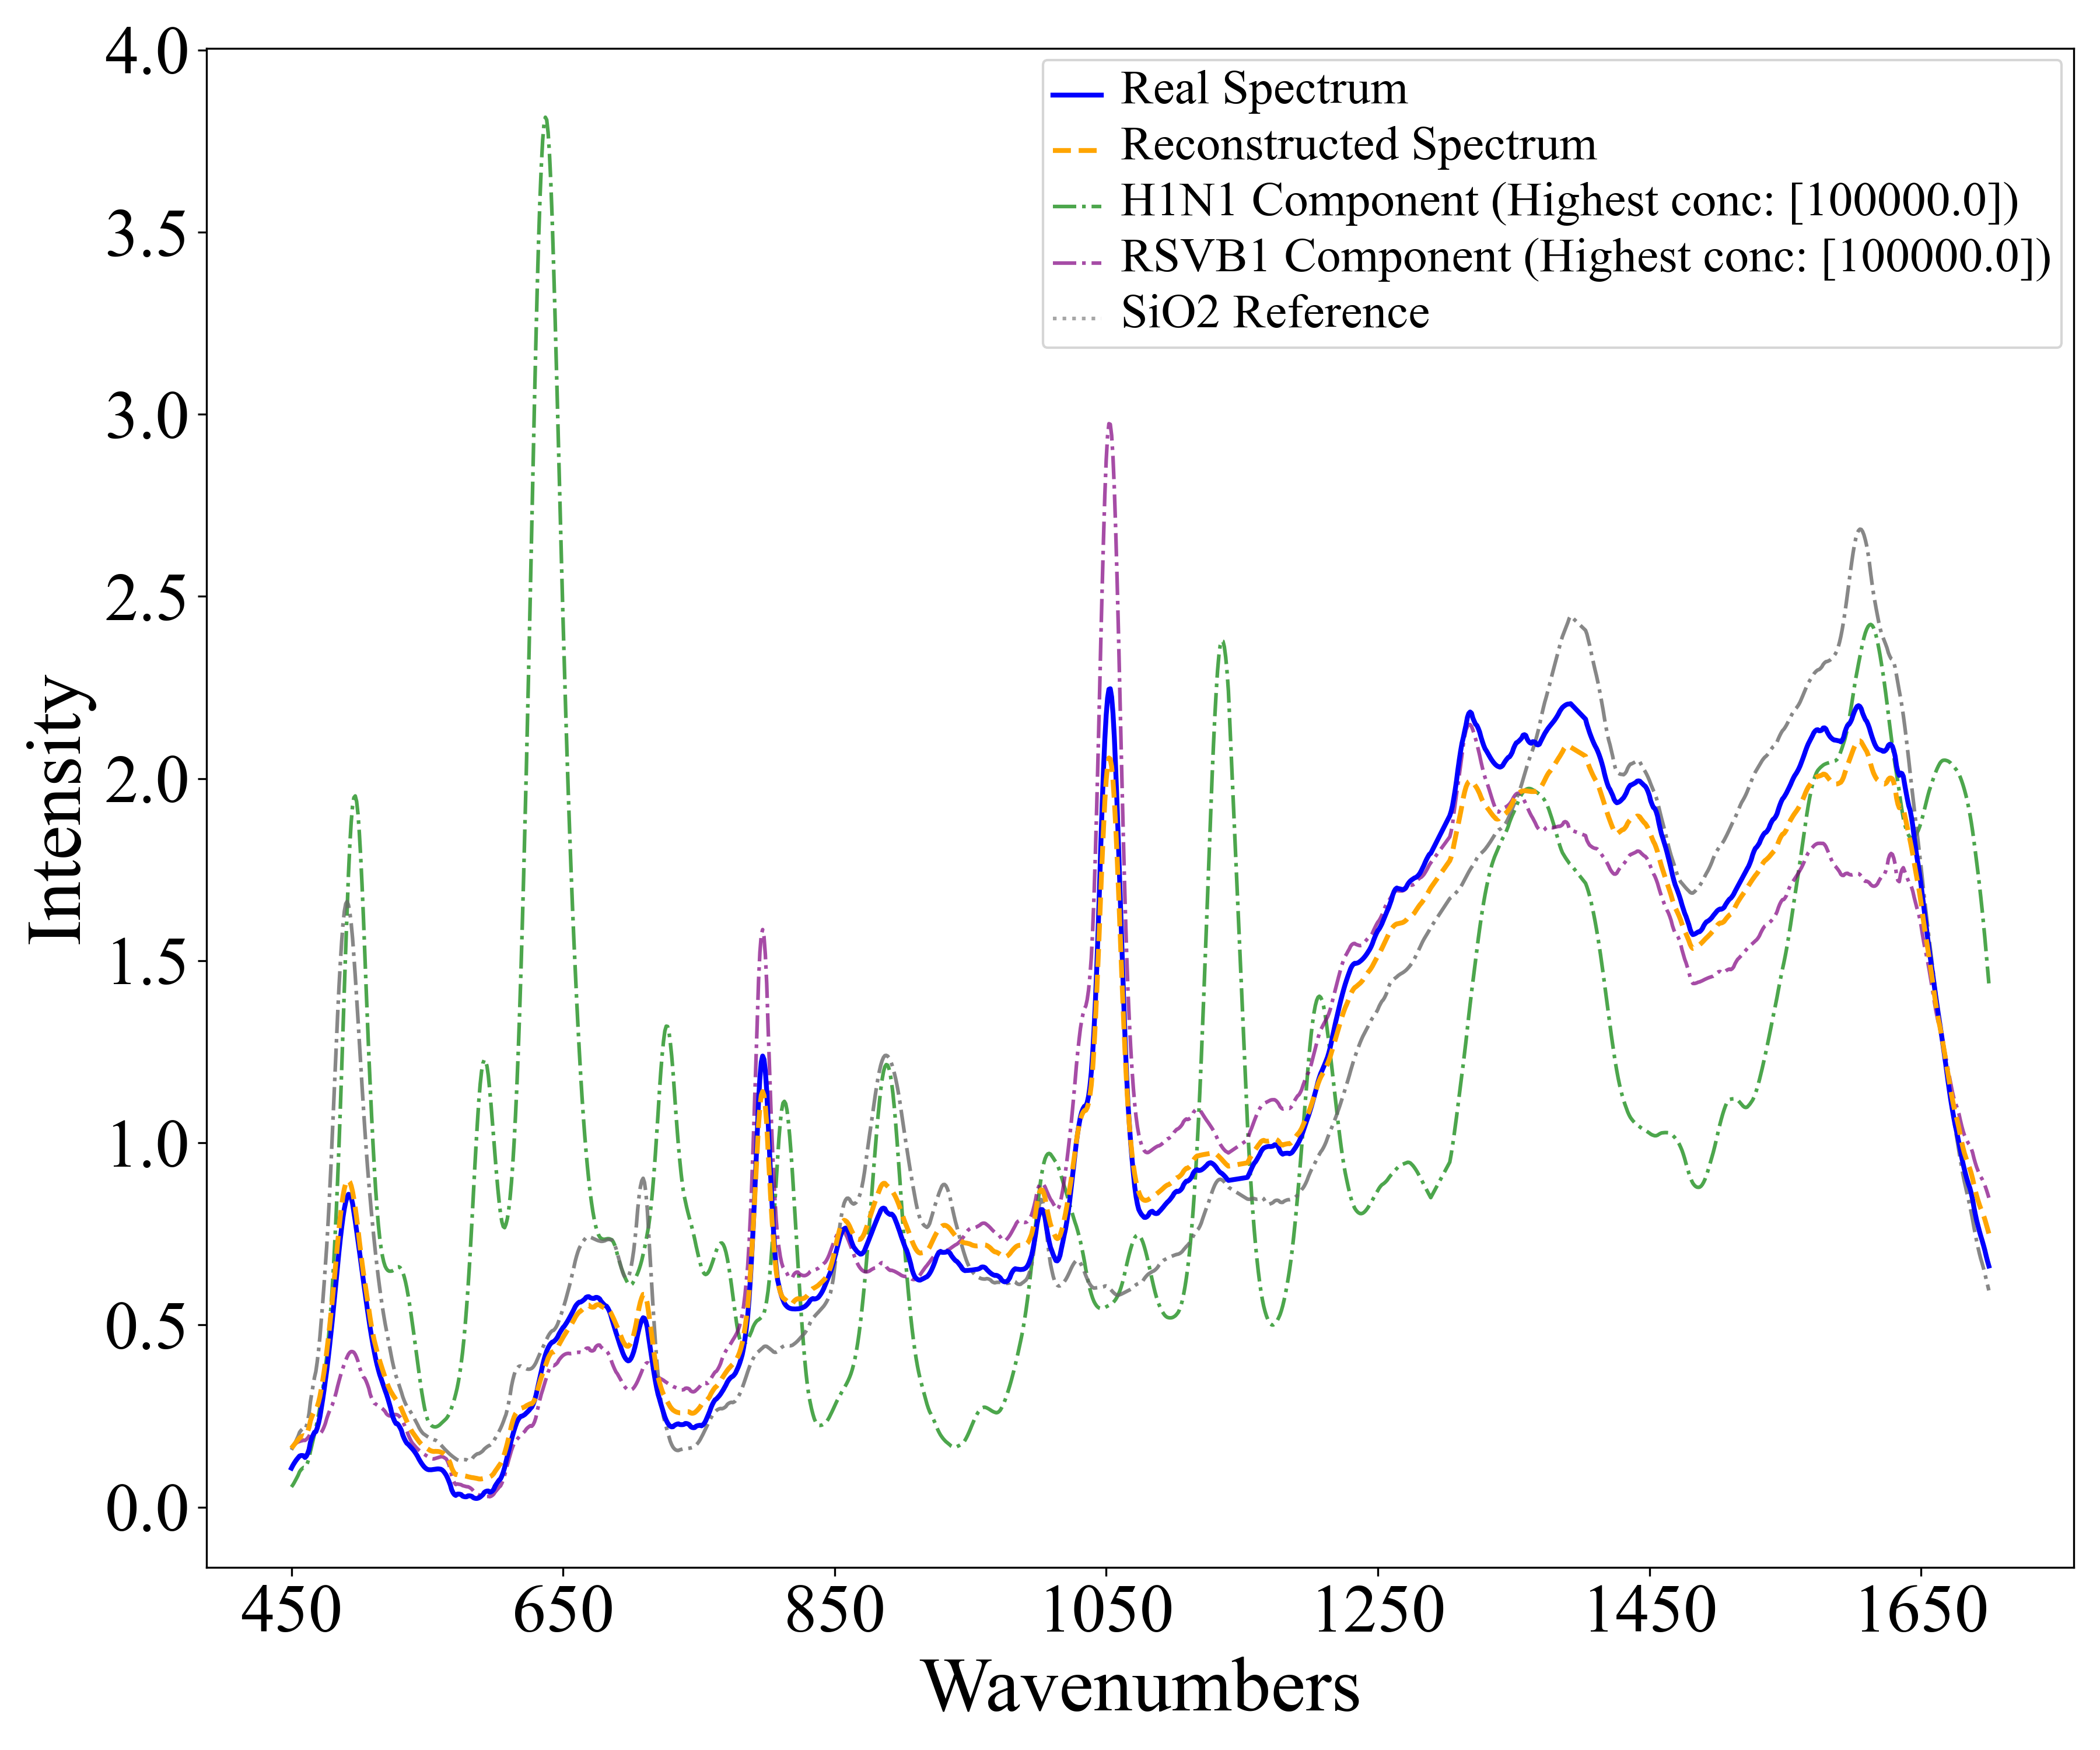 4.0
3.5
3.0
2.5
2.0
1.5
1.0
0.5
0.0
Intensity
Real Spectrum
Reconstructed Spectrum
H1N1 Component (Highest conc: [100000.0])
RSVB1 Component (Highest conc: [100000.0])
SiO2 Reference
450 650 850 1050 1250 1450 1650
Wavenumbers